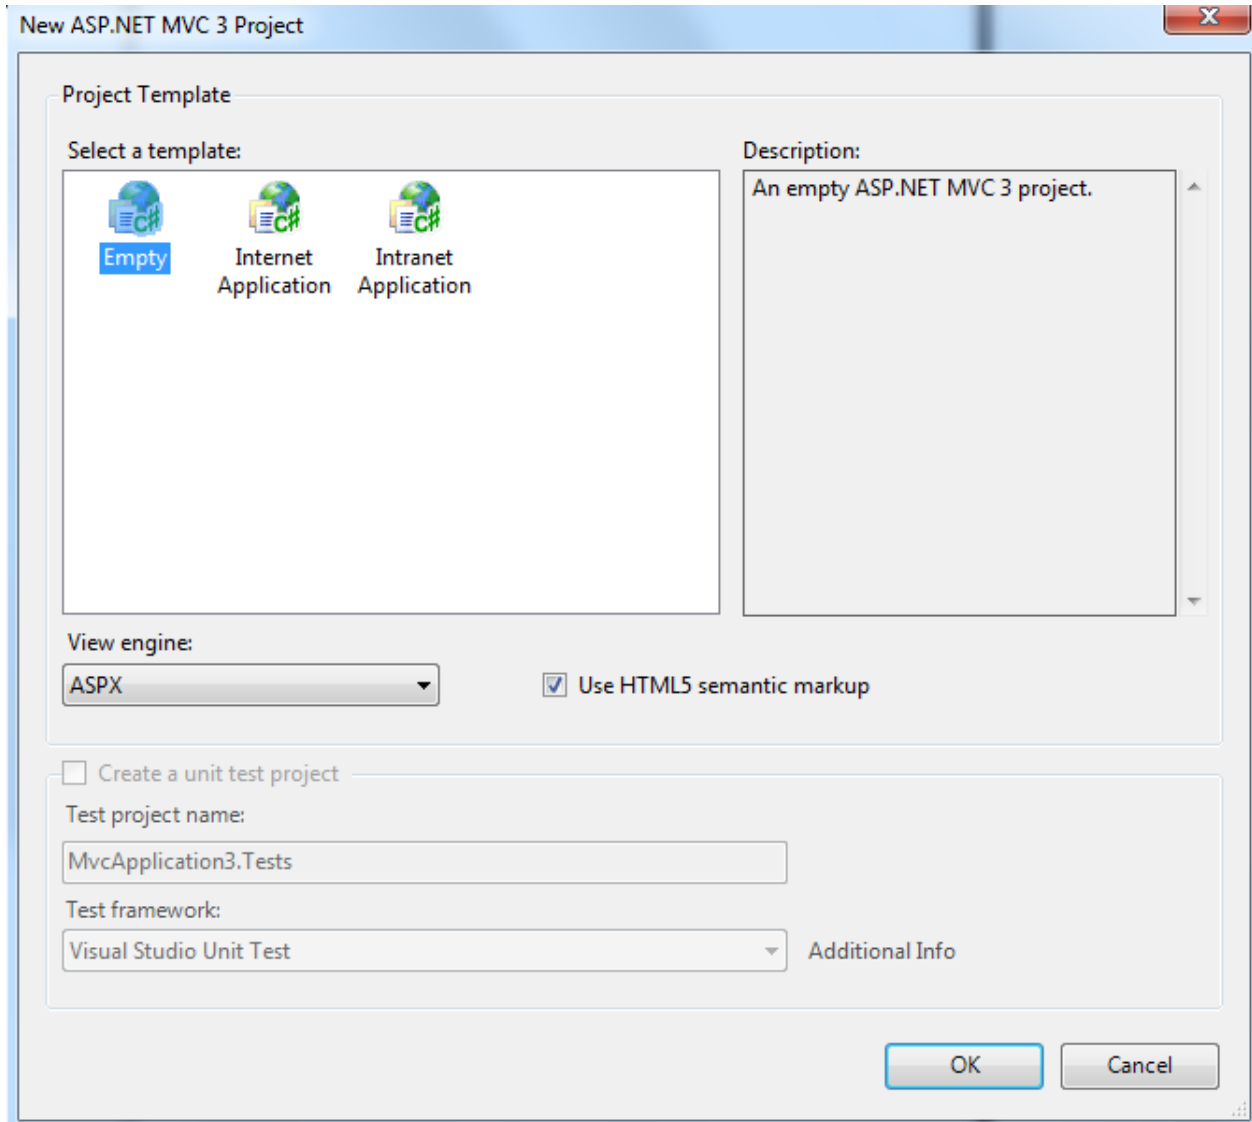 New ASP.NET MVC 3 Project
Project Template
Select a template:
Description:
C# Empty
C# Internet Application
C# Intranet Application
An empty ASP.NET MVC 3 project.
View engine:
ASPX
Use HTML5 semantic markup
Create a unit test project
Test project name:
MvcApplication3.Tests
Test framework:
Visual Studio Unit Test
Additional Info
OK
Cancel